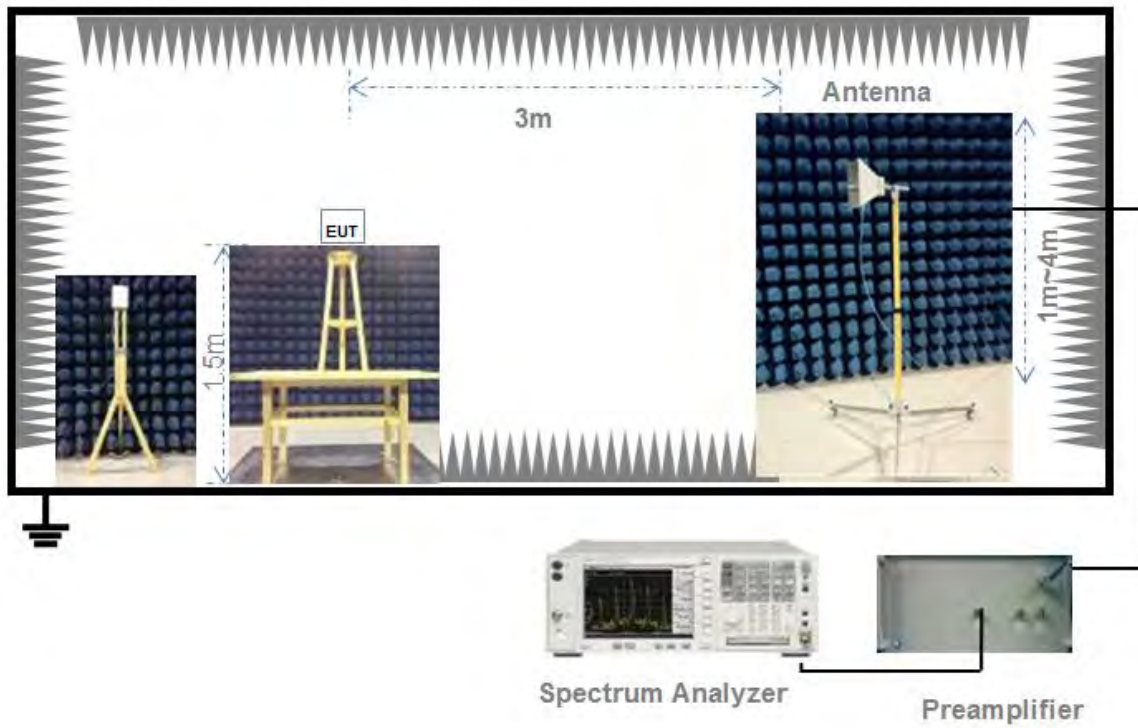 Antenna
3m
EUT
1.5m
1m~4m
Spectrum Analyzer
Preamplifier